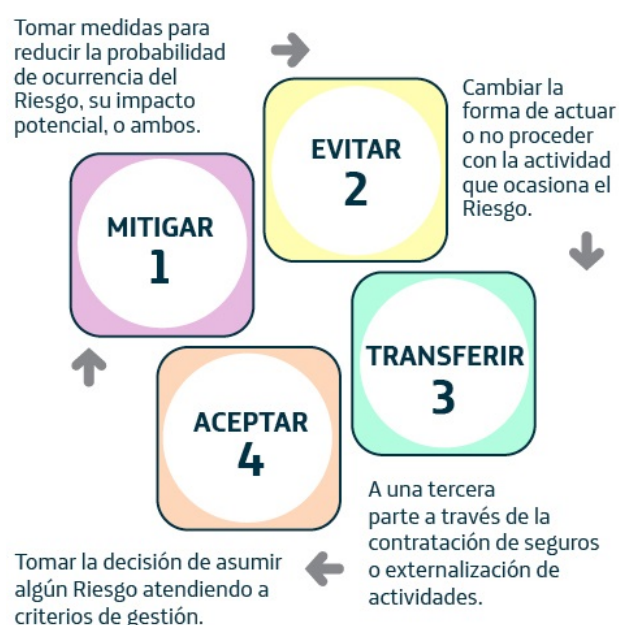 Tomar medidas para
reducir la probabilidad
de ocurrencia del
Riesgo, su impacto
potencial, o ambos.
MITIGAR
1
EVITAR
2
Cambiar la
forma de actuar
o no proceder
con la actividad
que ocasiona el
Riesgo.
TRANSFERIR
3
A una tercera
parte a través de la
contratación de seguros
o externalización de
actividades.
ACEPTAR
4
Tomar la decisión de asumir
algún Riesgo atendiendo a
criterios de gestión.